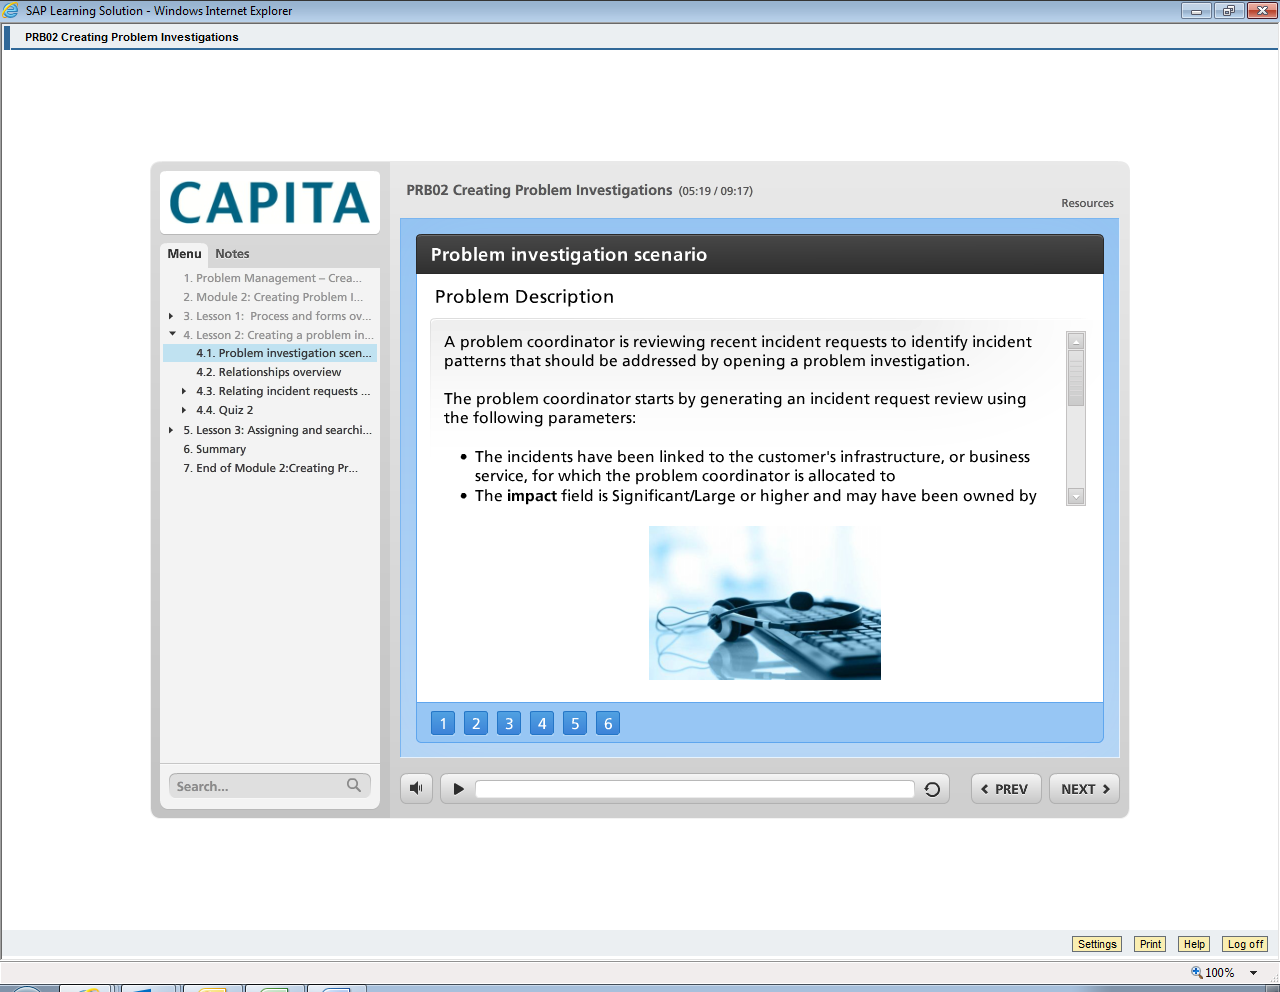 SAP Learning Solution - Windows Internet Explorer
PRB02 Creating Problem Investigations
CAPITA
PRB02 Creating Problem Investigations (05:19 / 09:17)
Resources
Menu Notes
1. Problem Management – Crea...
2. Module 2: Creating Problem I...
3. Lesson 1: Process and forms ov...
4. Lesson 2: Creating a problem in...
4.1. Problem investigation scen...
4.2. Relationships overview
4.3. Relating incident requests ...
4.4. Quiz 2
5. Lesson 3: Assigning and searchi...
6. Summary
7. End of Module 2:Creating Pr...
Search...
Problem investigation scenario
Problem Description
A problem coordinator is reviewing recent incident requests to identify incident
patterns that should be addressed by opening a problem investigation.
The problem coordinator starts by generating an incident request review using
the following parameters:
• The incidents have been linked to the customer's infrastructure, or business
service, for which the problem coordinator is allocated to
• The impact field is Significant/Large or higher and may have been owned by
1 2 3 4 5 6
PREV NEXT
Settings Print Help Log off
100%